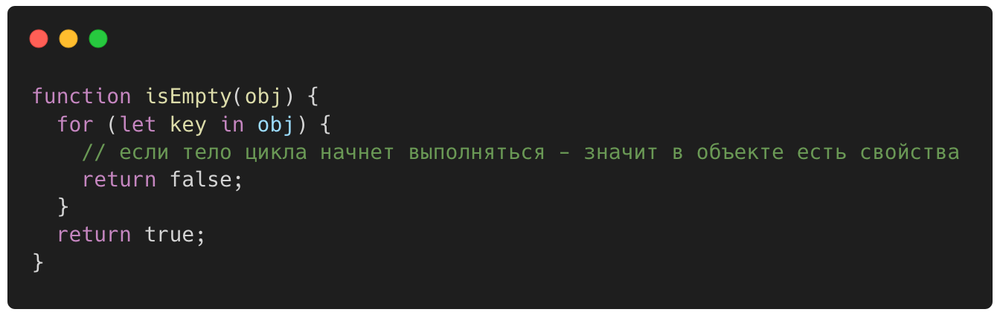 function isEmpty(obj) {
  for (let key in obj) {
    // если тело цикла начнет выполняться - значит в объекте есть свойства
    return false;
  }
  return true;
}